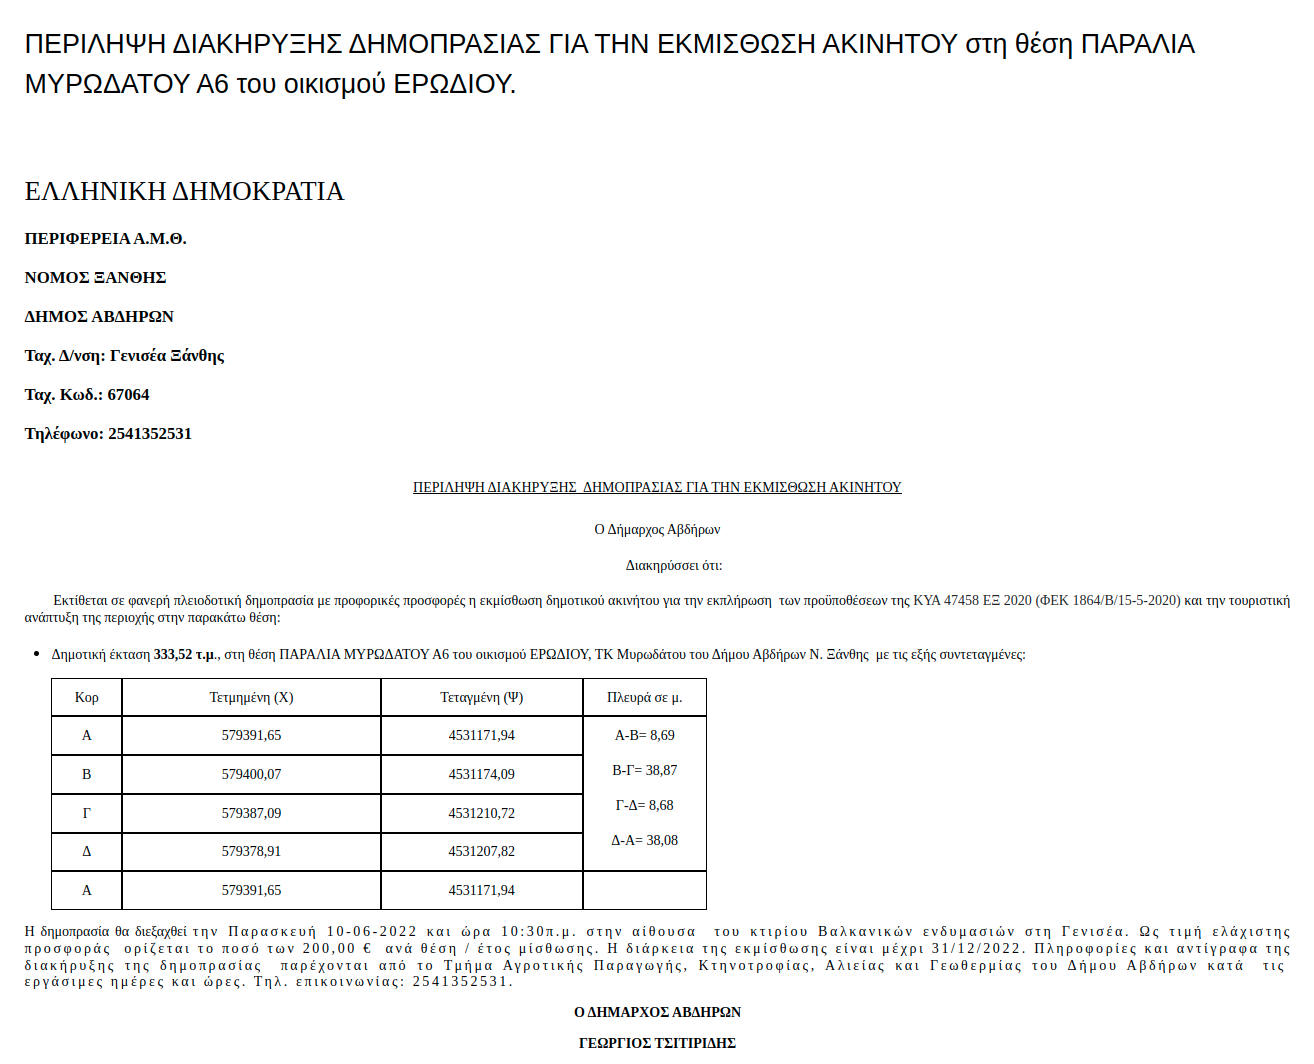 ΠΕΡΙΛΗΨΗ ΔΙΑΚΗΡΥΞΗΣ ΔΗΜΟΠΡΑΣΙΑΣ ΓΙΑ ΤΗΝ ΕΚΜΙΣΘΩΣΗ ΑΚΙΝΗΤΟΥ στη θέση ΠΑΡΑΛΙΑ
ΜΥΡΩΔΑΤΟΥ Α6 του οικισμού ΕΡΩΔΙΟΥ.
ΕΛΛΗΝΙΚΗ ΔΗΜΟΚΡΑΤΙΑ
ΠΕΡΙΦΕΡΕΙΑ Α.Μ.Θ.
ΝΟΜΟΣ ΞΑΝΘΗΣ
ΔΗΜΟΣ ΑΒΔΗΡΩΝ
Ταχ. Δ/νση: Γενισέα Ξάνθης
Ταχ. Κωδ.: 67064
Τηλέφωνο: 2541352531
ΠΕΡΙΛΗΨΗ ΔΙΑΚΗΡΥΞΗΣ ΔΗΜΟΠΡΑΣΙΑΣ ΓΙΑ ΤΗΝ ΕΚΜΙΣΘΩΣΗ ΑΚΙΝΗΤΟΥ
Ο Δήμαρχος Αβδήρων
Διακηρύσσει ότι:
Εκτίθεται σε φανερή πλειοδοτική δημοπρασία με προφορικές προσφορές η εκμίσθωση δημοτικού ακινήτου για την εκπλήρωση των προϋποθέσεων της ΚΥΑ 47458 ΕΞ 2020 (ΦΕΚ 1864/Β/15-5-2020) και την τουριστική
ανάπτυξη της περιοχής στην παρακάτω θέση:
• Δημοτική έκταση 333,52 τ.μ., στη θέση ΠΑΡΑΛΙΑ ΜΥΡΩΔΑΤΟΥ Α6 του οικισμού ΕΡΩΔΙΟΥ, ΤΚ Μυρωδάτου του Δήμου Αβδήρων Ν. Ξάνθης με τις εξής συντεταγμένες:
Κορ Τετμημένη (Χ) Τεταγμένη (Ψ) Πλευρά σε μ.
Α 579391,65 4531171,94 Α-Β= 8,69
Β 579400,07 4531174,09 Β-Γ= 38,87
Γ 579387,09 4531210,72 Γ-Δ= 8,68
Δ 579378,91 4531207,82 Δ-Α= 38,08
Α 579391,65 4531171,94
Η δημοπρασία θα διεξαχθεί την Παρασκευή 10-06-2022 και ώρα 10:30π.μ. στην αίθουσα του κτιρίου Βαλκανικών ενδυμασιών στη Γενισέα. Ως τιμή ελάχιστης
προσφοράς ορίζεται το ποσό των 200,00 € ανά θέση / έτος μίσθωσης. Η διάρκεια της εκμίσθωσης είναι μέχρι 31/12/2022. Πληροφορίες και αντίγραφα της
διακήρυξης της δημοπρασίας παρέχονται από το Τμήμα Αγροτικής Παραγωγής, Κτηνοτροφίας, Αλιείας και Γεωθερμίας του Δήμου Αβδήρων κατά τις
εργάσιμες ημέρες και ώρες. Τηλ. επικοινωνίας: 2541352531.
Ο ΔΗΜΑΡΧΟΣ ΑΒΔΗΡΩΝ
ΓΕΩΡΓΙΟΣ ΤΣΙΤΙΡΙΔΗΣ